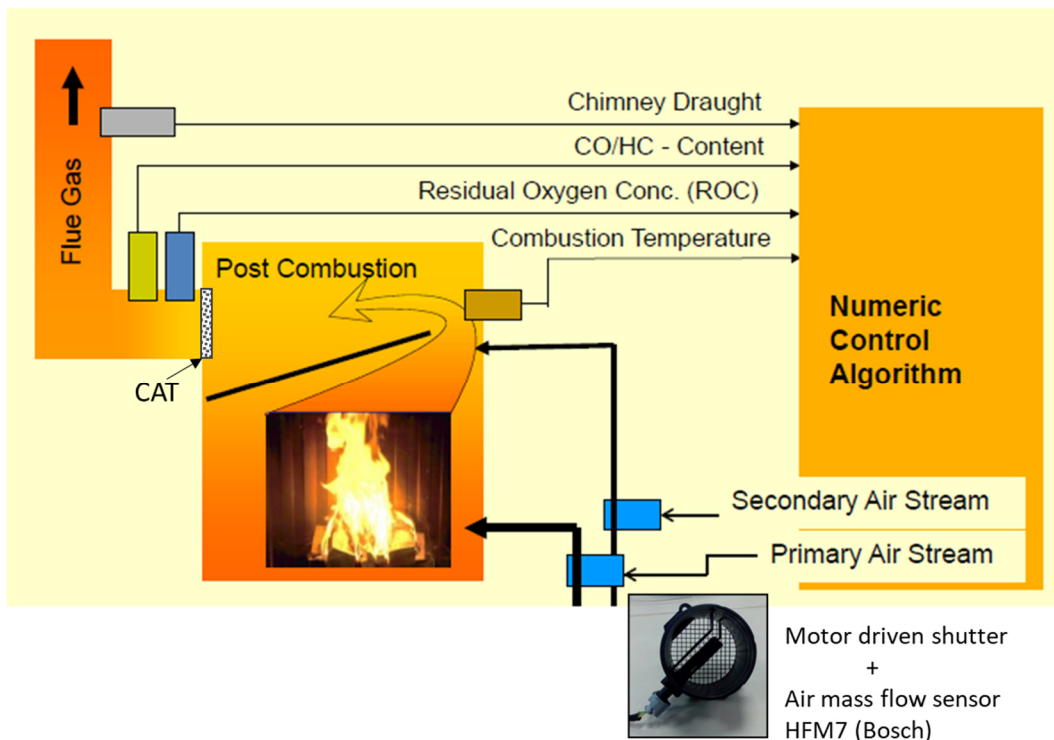 Chimney Draught
CO/HC - Content
Residual Oxygen Conc. (ROC)
Combustion Temperature
Flue Gas
Post Combustion
CAT
Numeric
Control
Algorithm
Secondary Air Stream
Primary Air Stream
Motor driven shutter
+
Air mass flow sensor
HFM7 (Bosch)